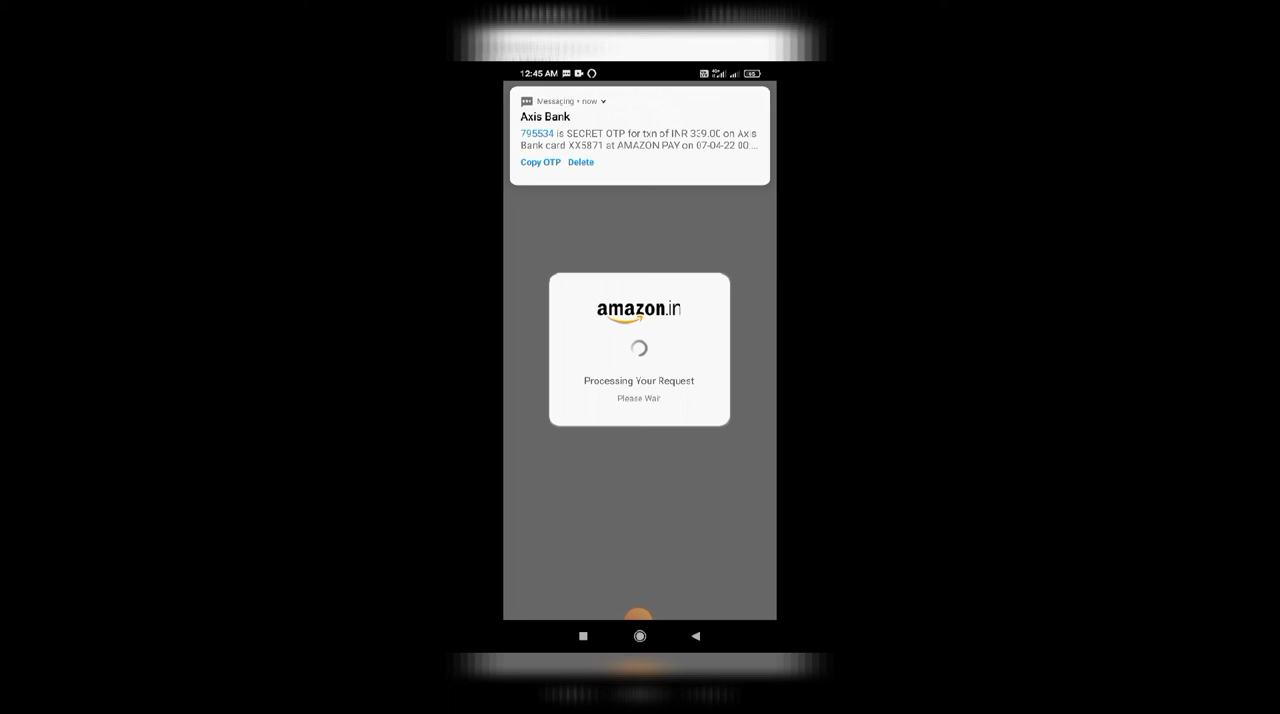 12:45 AM
Messaging • now
Axis Bank
795534 is SECRET OTP for txn of INR 339.00 on Axis
Bank card XX5871 at AMAZON PAY on 07-04-22 00....
Copy OTP Delete
amazon.in
Processing Your Request
Please Wait